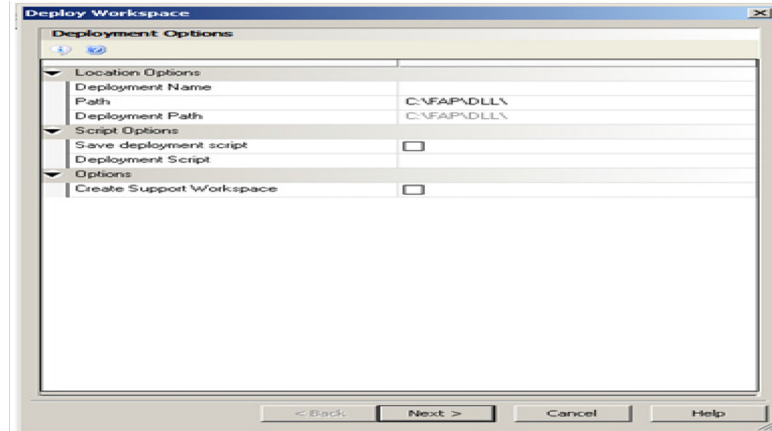 Deploy Workspace
Deployment Options
Location Options
Deployment Name
Path C:\FAP\DLL\
Deployment Path C:\FAP\DLL\
Script Options
Save deployment script
Deployment Script
Options
Create Support Workspace
< Back Next > Cancel Help